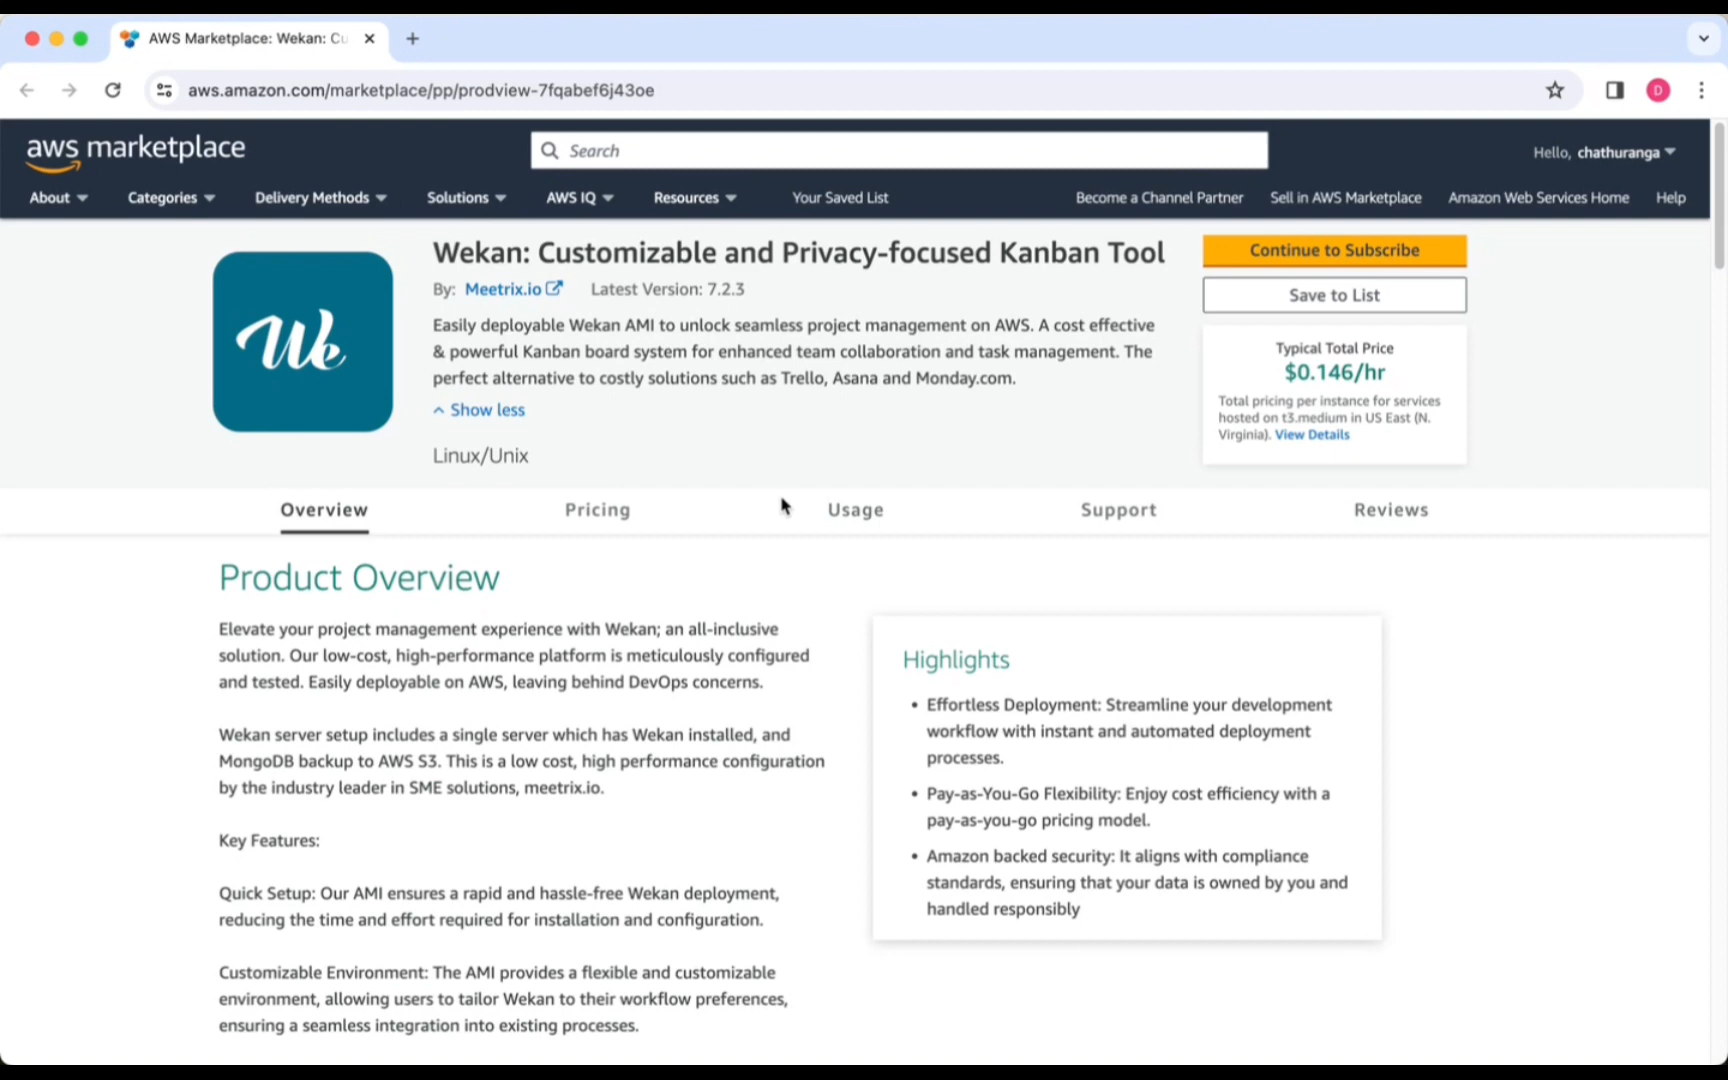 AWS Marketplace: Wekan: Cu
aws.amazon.com/marketplace/pp/prodview-7fqabef6j43oe
D
aws marketplace
Search
Hello, chathuranga
About
Categories
Delivery Methods
Solutions
AWS IQ
Resources
Your Saved List
Become a Channel Partner
Sell in AWS Marketplace
Amazon Web Services Home
Help
We
Wekan: Customizable and Privacy-focused Kanban Tool
By: Meetrix.io Latest Version: 7.2.3
Easily deployable Wekan AMI to unlock seamless project management on AWS. A cost effective
& powerful Kanban board system for enhanced team collaboration and task management. The
perfect alternative to costly solutions such as Trello, Asana and Monday.com.
Show less
Linux/Unix
Continue to Subscribe
Save to List
Typical Total Price
$0.146/hr
Total pricing per instance for services
hosted on t3.medium in US East (N.
Virginia). View Details
Overview
Pricing
Usage
Support
Reviews
Product Overview
Elevate your project management experience with Wekan; an all-inclusive
solution. Our low-cost, high-performance platform is meticulously configured
and tested. Easily deployable on AWS, leaving behind DevOps concerns.
Wekan server setup includes a single server which has Wekan installed, and
MongoDB backup to AWS S3. This is a low cost, high performance configuration
by the industry leader in SME solutions, meetrix.io.
Key Features:
Quick Setup: Our AMI ensures a rapid and hassle-free Wekan deployment,
reducing the time and effort required for installation and configuration.
Customizable Environment: The AMI provides a flexible and customizable
environment, allowing users to tailor Wekan to their workflow preferences,
ensuring a seamless integration into existing processes.
Highlights
• Effortless Deployment: Streamline your development
workflow with instant and automated deployment
processes.
• Pay-as-You-Go Flexibility: Enjoy cost efficiency with a
pay-as-you-go pricing model.
• Amazon backed security: It aligns with compliance
standards, ensuring that your data is owned by you and
handled responsibly